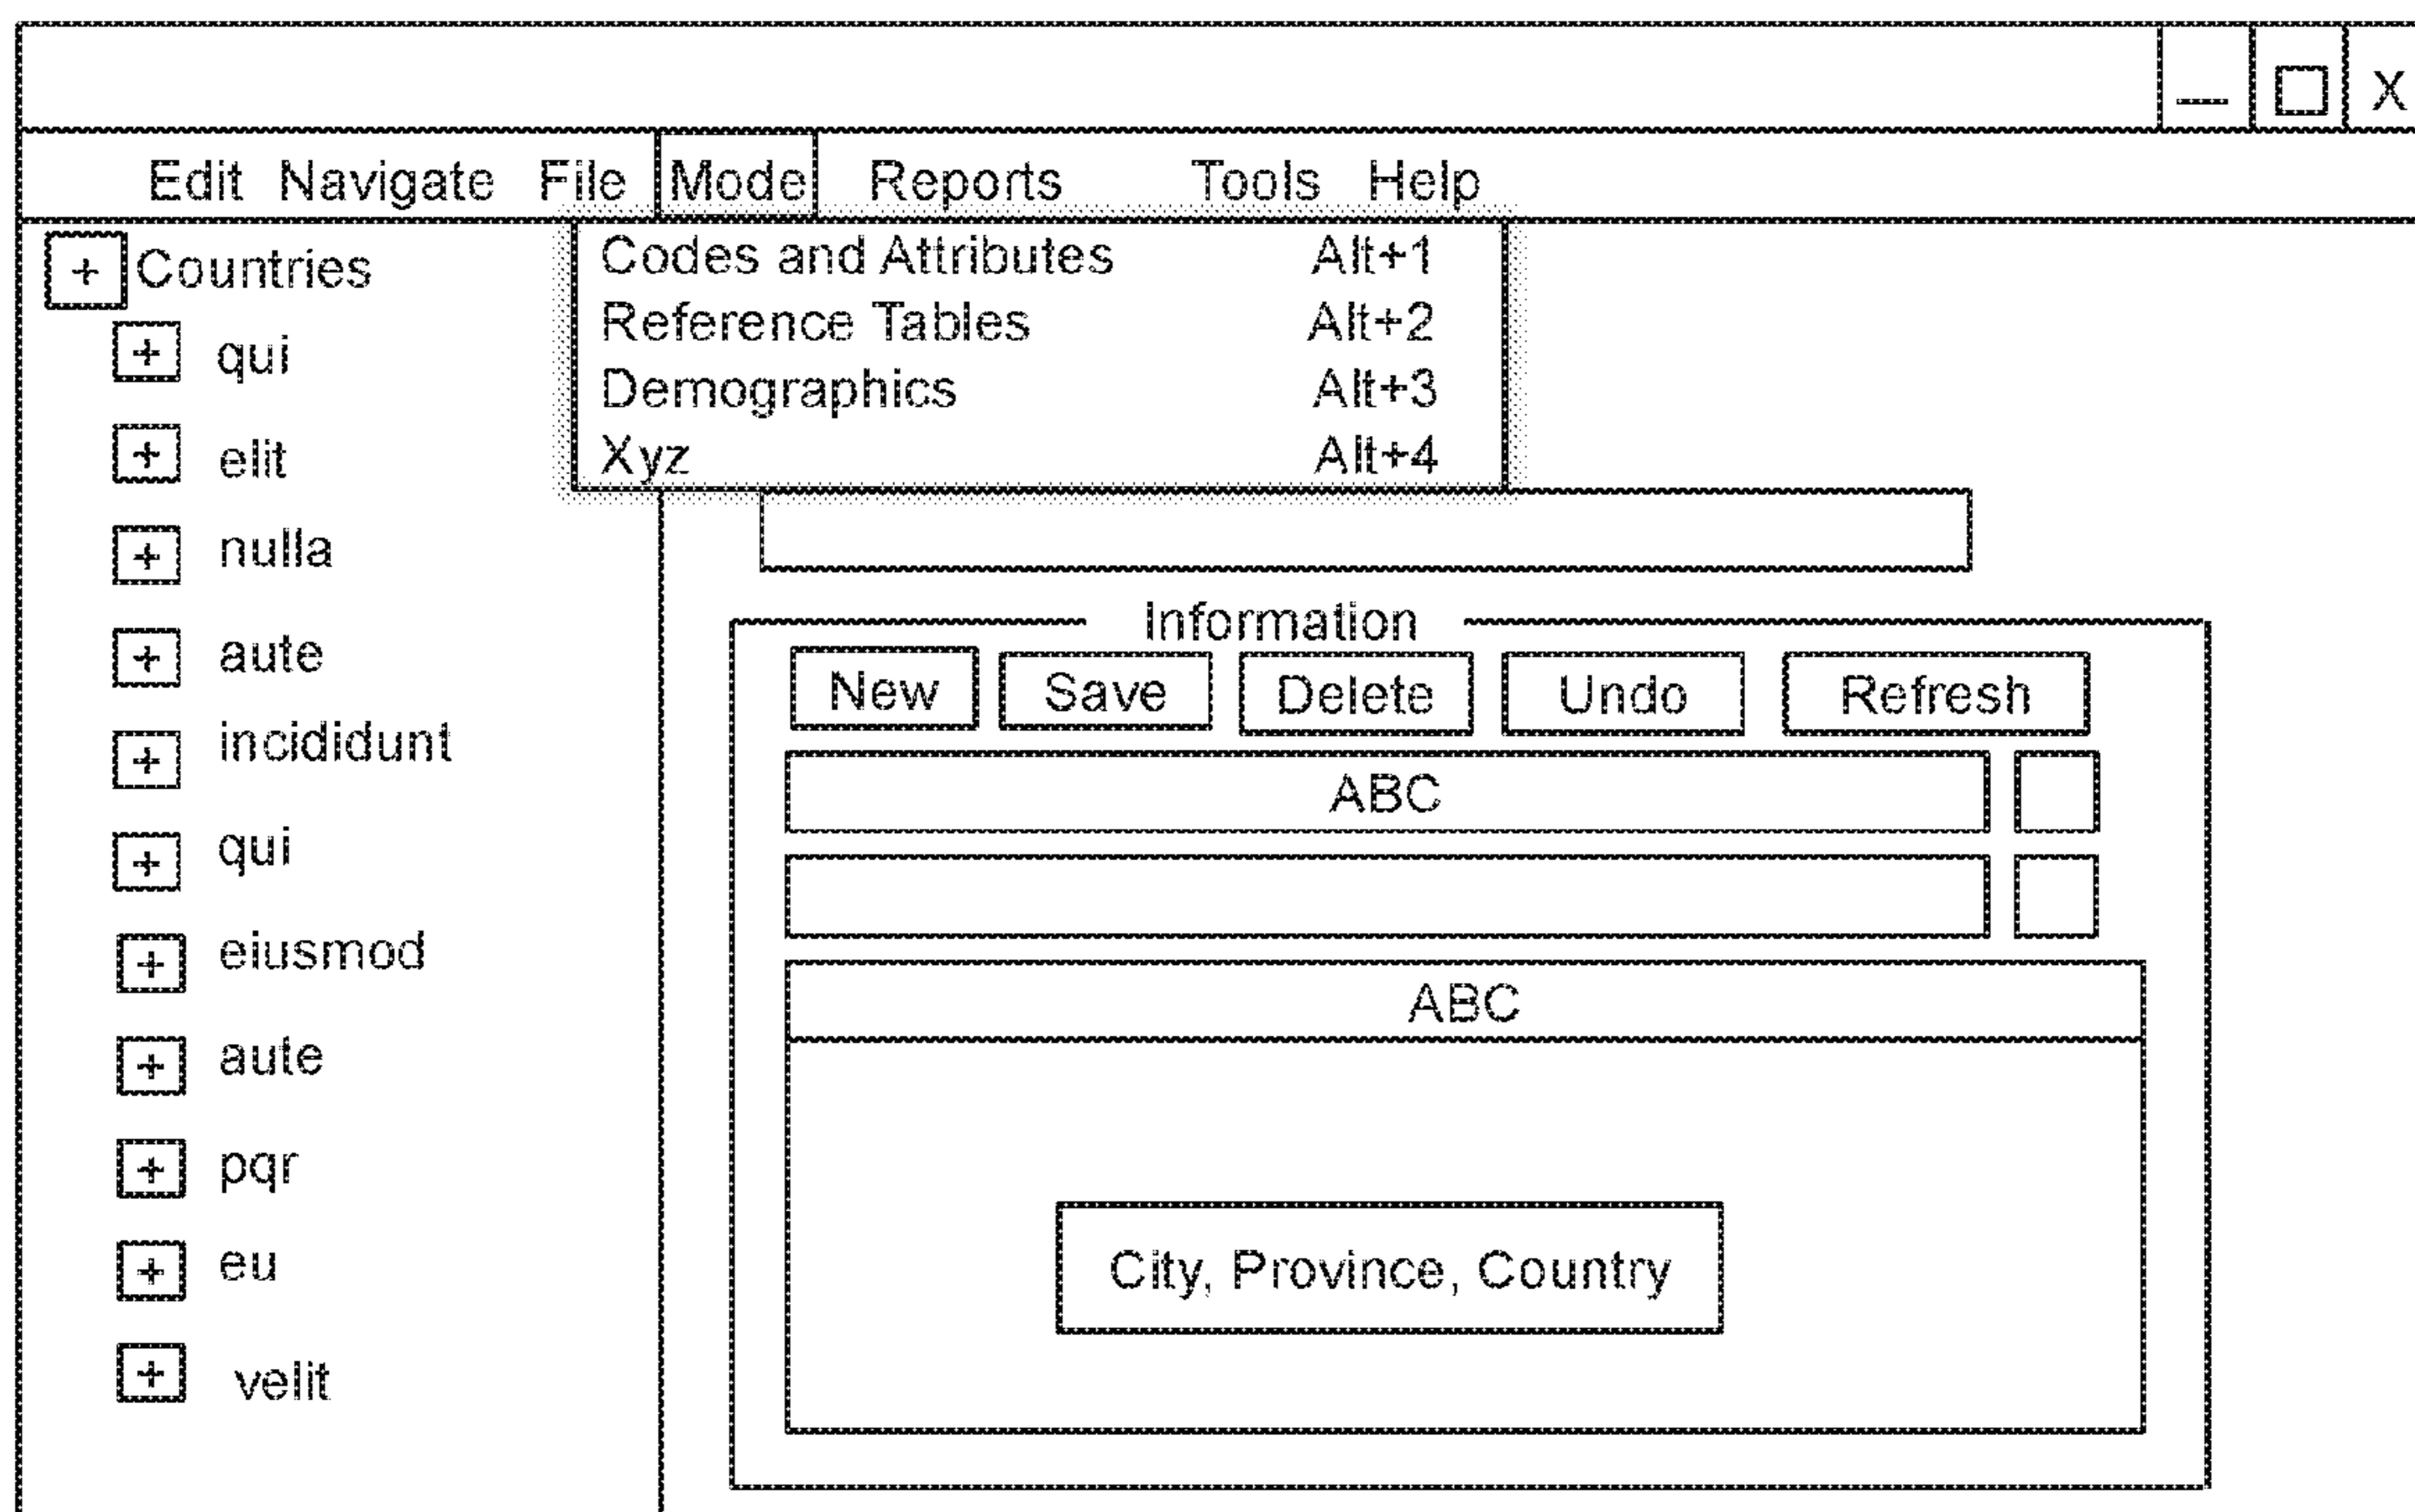 X
Edit Navigate File Mode Reports Tools Help
+ Countries
+ qui
+ elit
+ nulla
+ aute
+ incididunt
+ qui
+ eiusmod
+ aute
+ pqr
+ eu
+ velit
Codes and Attributes Alt+1
Reference Tables Alt+2
Demographics Alt+3
Xyz Alt+4
Information
New Save Delete Undo Refresh
ABC
ABC
City, Province, Country